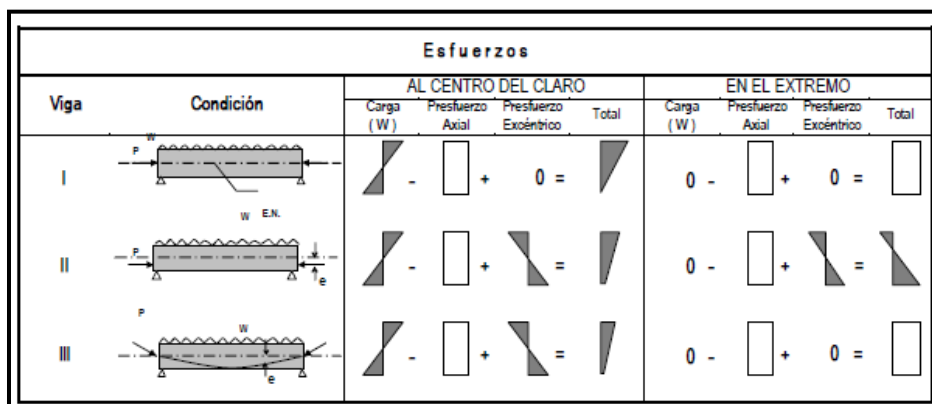 Esfuerzos
Viga Condición AL CENTRO DEL CLARO EN EL EXTREMO
Carga (W) Presfuerzo Axial Presfuerzo Excéntrico Total Carga (W) Presfuerzo Axial Presfuerzo Excéntrico Total
I P W - + 0 = 0 - + 0 =
W E.N.
II P e - + = 0 - + =
P
III W e - + = 0 - + 0 =